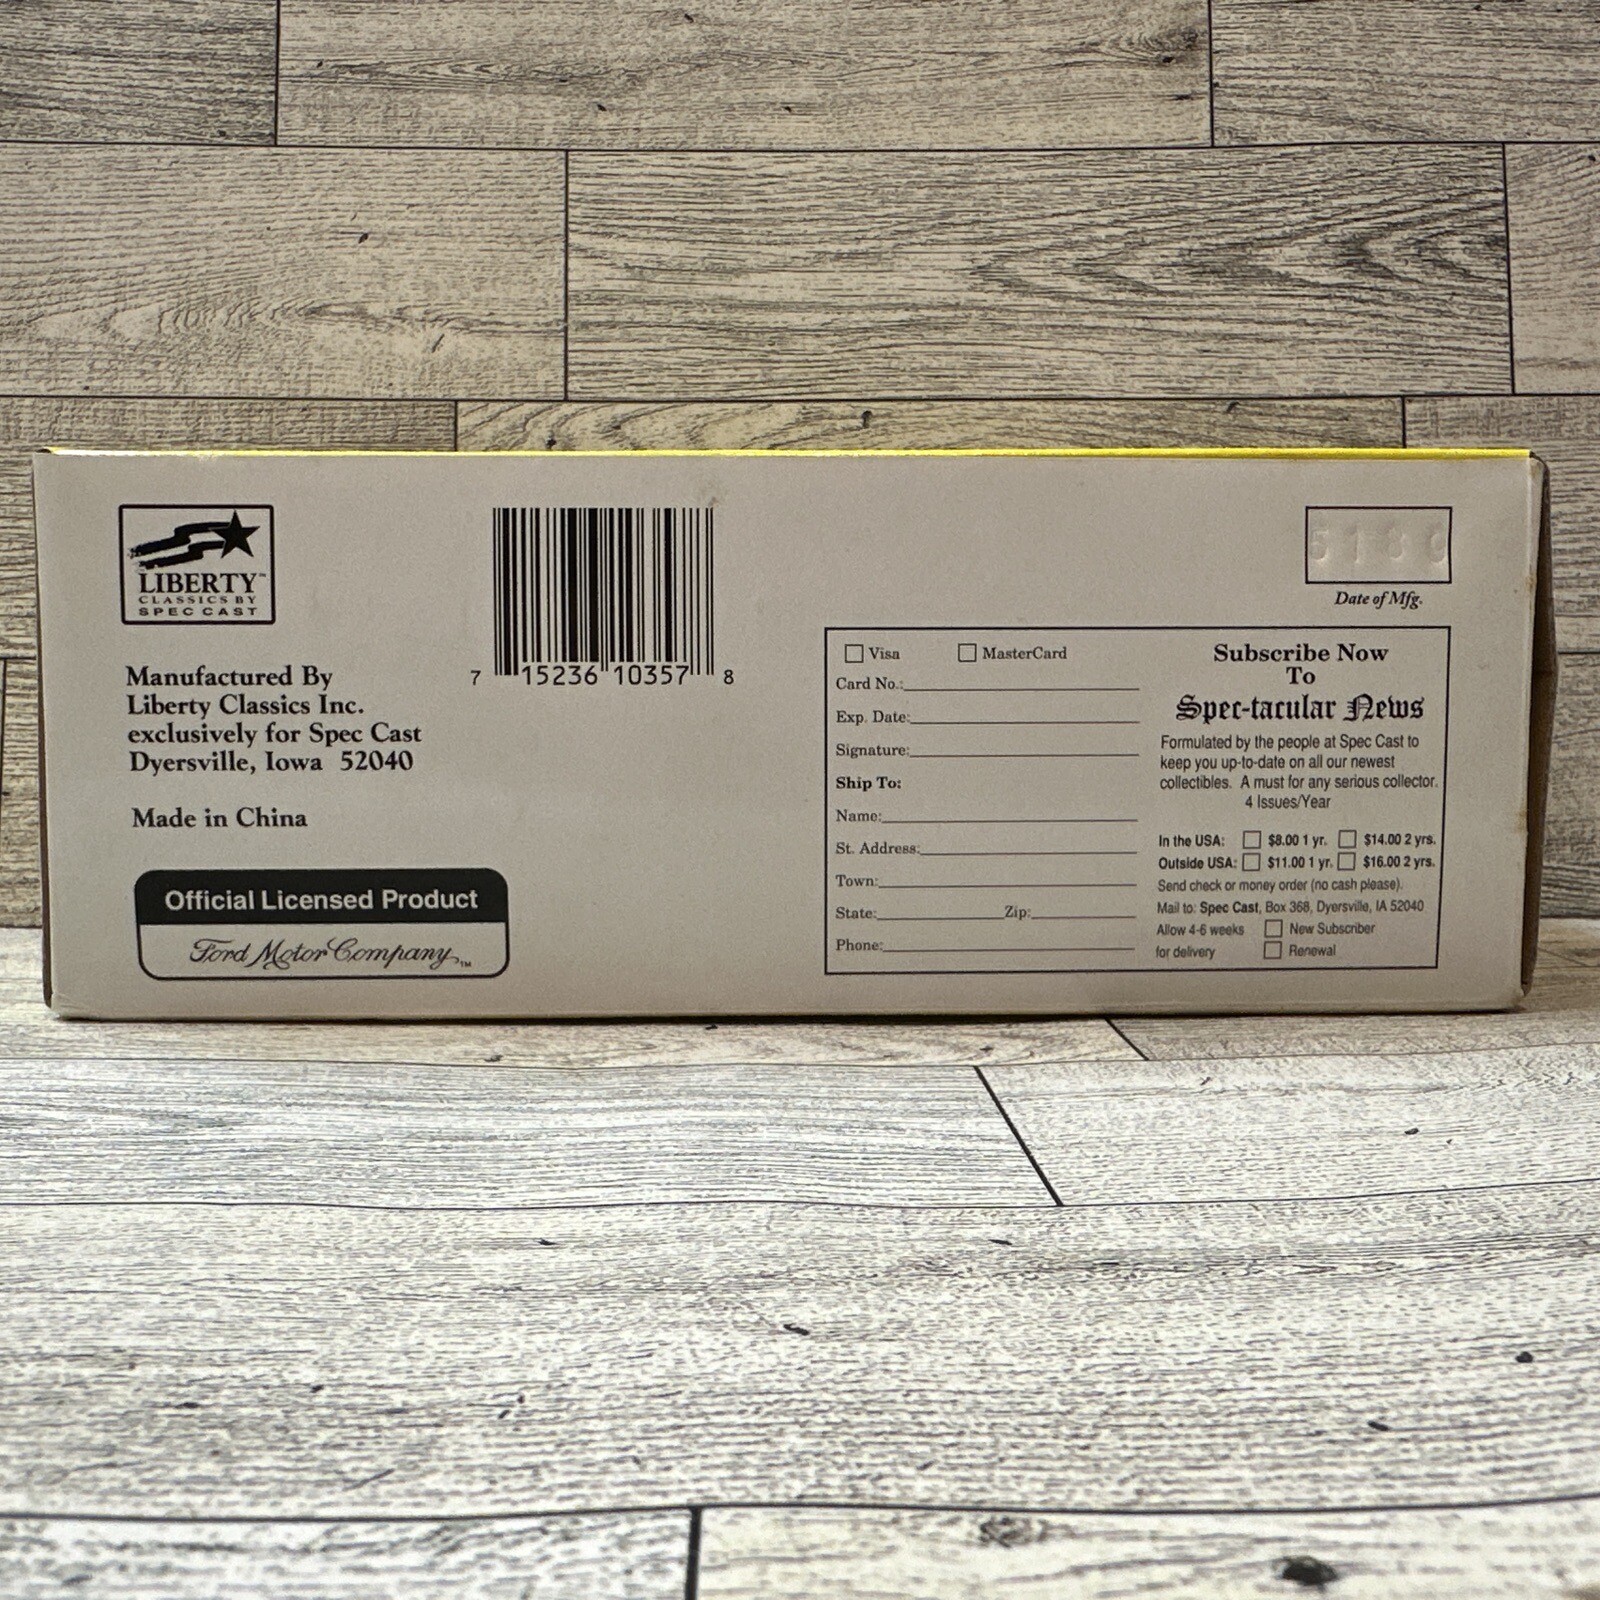 LIBERTY™
CLASSICS BY
SPEC CAST
Manufactured By
Liberty Classics Inc.
exclusively for Spec Cast
Dyersville, Iowa 52040
Made in China
Official Licensed Product
Ford Motor Company™
7 15236 10357 8
Date of Mfg.
Visa MasterCard
Card No.:
Exp. Date:
Signature:
Ship To:
Name:
St. Address:
Town:
State: Zip:
Phone:
Subscribe Now
To
Spec-tacular News
Formulated by the people at Spec Cast to
keep you up-to-date on all our newest
collectibles. A must for any serious collector.
4 Issues/Year
In the USA: $8.00 1 yr. $14.00 2 yrs.
Outside USA: $11.00 1 yr. $16.00 2 yrs.
Send check or money order (no cash please).
Mail to: Spec Cast, Box 368, Dyersville, IA 52040
Allow 4-6 weeks New Subscriber
for delivery Renewal